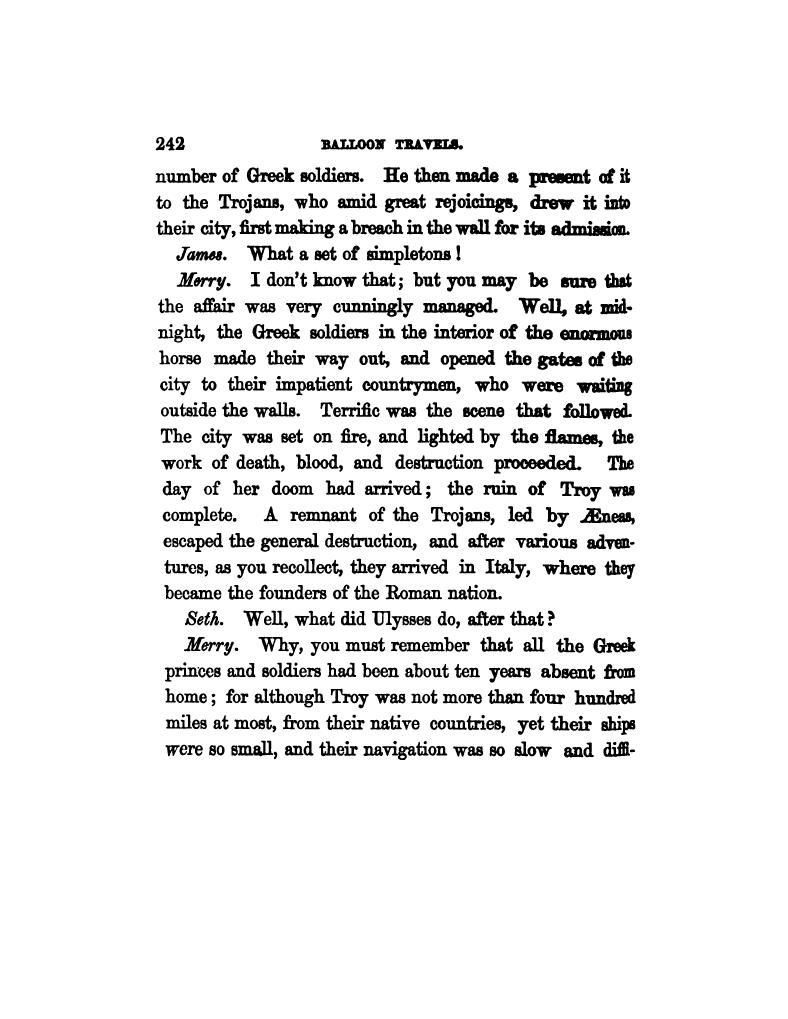 242 BALLOON TRAVELS.
number of Greek soldiers. He then made a present of it
to the Trojans, who amid great rejoicings, drew it into
their city, first making a breach in the wall for its admission.
James. What a set of simpletons !
Merry. I don't know that; but you may be sure that
the affair was very cunningly managed. Well, at mid-
night, the Greek soldiers in the interior of the enormous
horse made their way out, and opened the gates of the
city to their impatient countrymen, who were waiting
outside the walls. Terrific was the scene that followed.
The city was set on fire, and lighted by the flames, the
work of death, blood, and destruction proceeded. The
day of her doom had arrived; the ruin of Troy was
complete. A remnant of the Trojans, led by Æneas,
escaped the general destruction, and after various adven-
tures, as you recollect, they arrived in Italy, where they
became the founders of the Roman nation.
Seth. Well, what did Ulysses do, after that?
Merry. Why, you must remember that all the Greek
princes and soldiers had been about ten years absent from
home; for although Troy was not more than four hundred
miles at most, from their native countries, yet their ships
were so small, and their navigation was so slow and diffi-